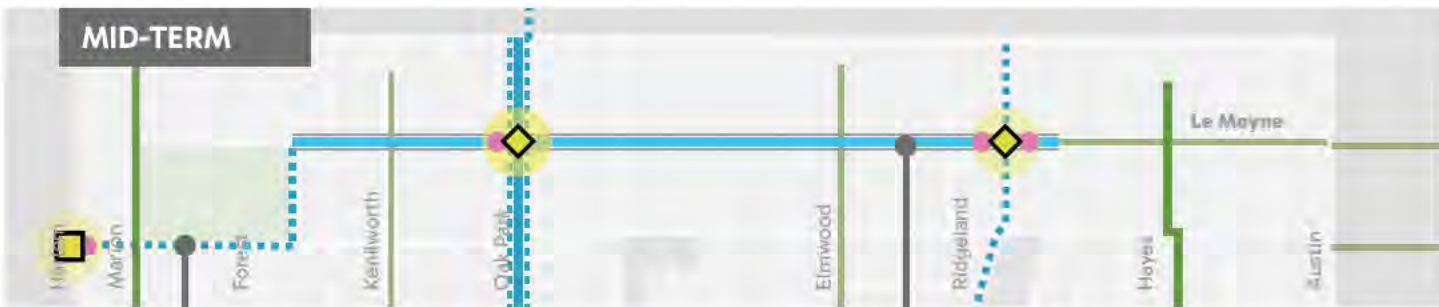 MID-TERM
Le Moyne
Marion
Forest
Kenilworth
Oak Park
Elmwood
Ridgeland
Hayes
Austin